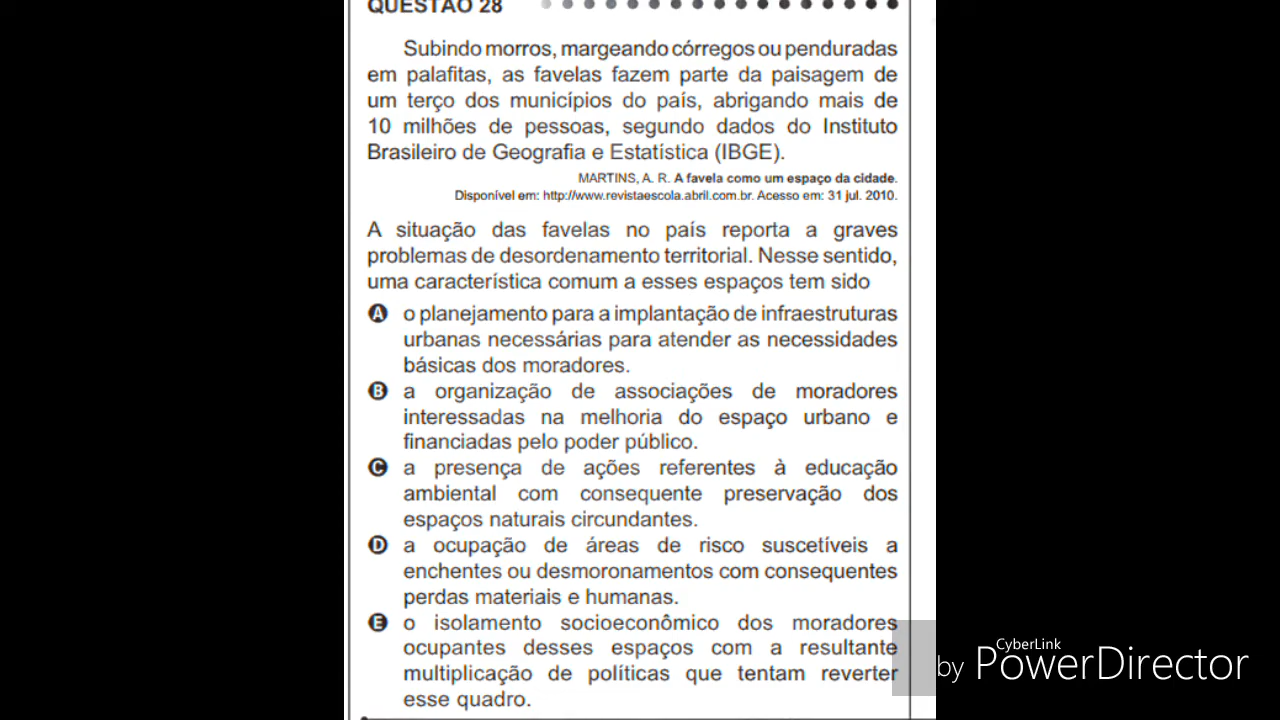 QUESTÃO 28
Subindo morros, margeando córregos ou penduradas
em palafitas, as favelas fazem parte da paisagem de
um terço dos municípios do país, abrigando mais de
10 milhões de pessoas, segundo dados do Instituto
Brasileiro de Geografia e Estatística (IBGE).
MARTINS, A. R. A favela como um espaço da cidade.
Disponível em: http://www.revistaescola.abril.com.br. Acesso em: 31 jul. 2010.
A situação das favelas no país reporta a graves
problemas de desordenamento territorial. Nesse sentido,
uma característica comum a esses espaços tem sido
A o planejamento para a implantação de infraestruturas
urbanas necessárias para atender as necessidades
básicas dos moradores.
B a organização de associações de moradores
interessadas na melhoria do espaço urbano e
financiadas pelo poder público.
C a presença de ações referentes à educação
ambiental com consequente preservação dos
espaços naturais circundantes.
D a ocupação de áreas de risco suscetíveis a
enchentes ou desmoronamentos com consequentes
perdas materiais e humanas.
E o isolamento socioeconômico dos moradores
ocupantes desses espaços com a resultante
multiplicação de políticas que tentam reverter
esse quadro.
CyberLink
by PowerDirector